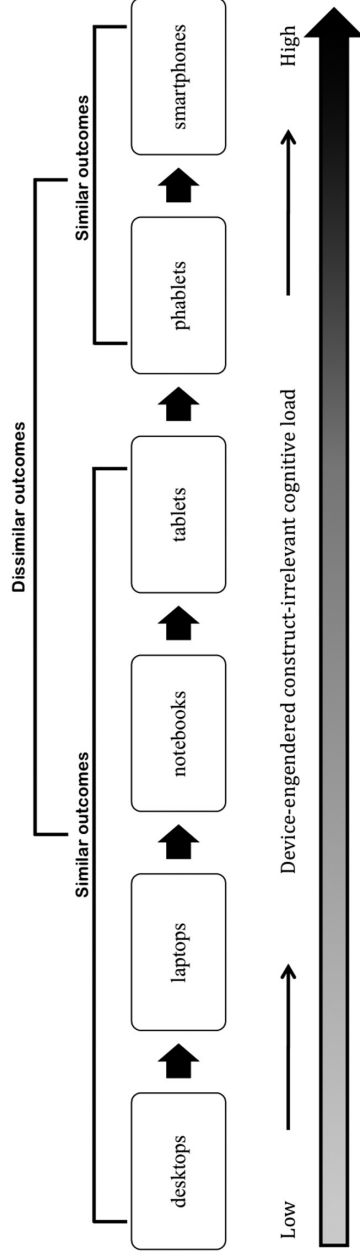 Dissimilar outcomes
Similar outcomes
Similar outcomes
desktops
laptops
notebooks
tablets
phablets
smartphones
Low
Device-engendered construct-irrelevant cognitive load
High